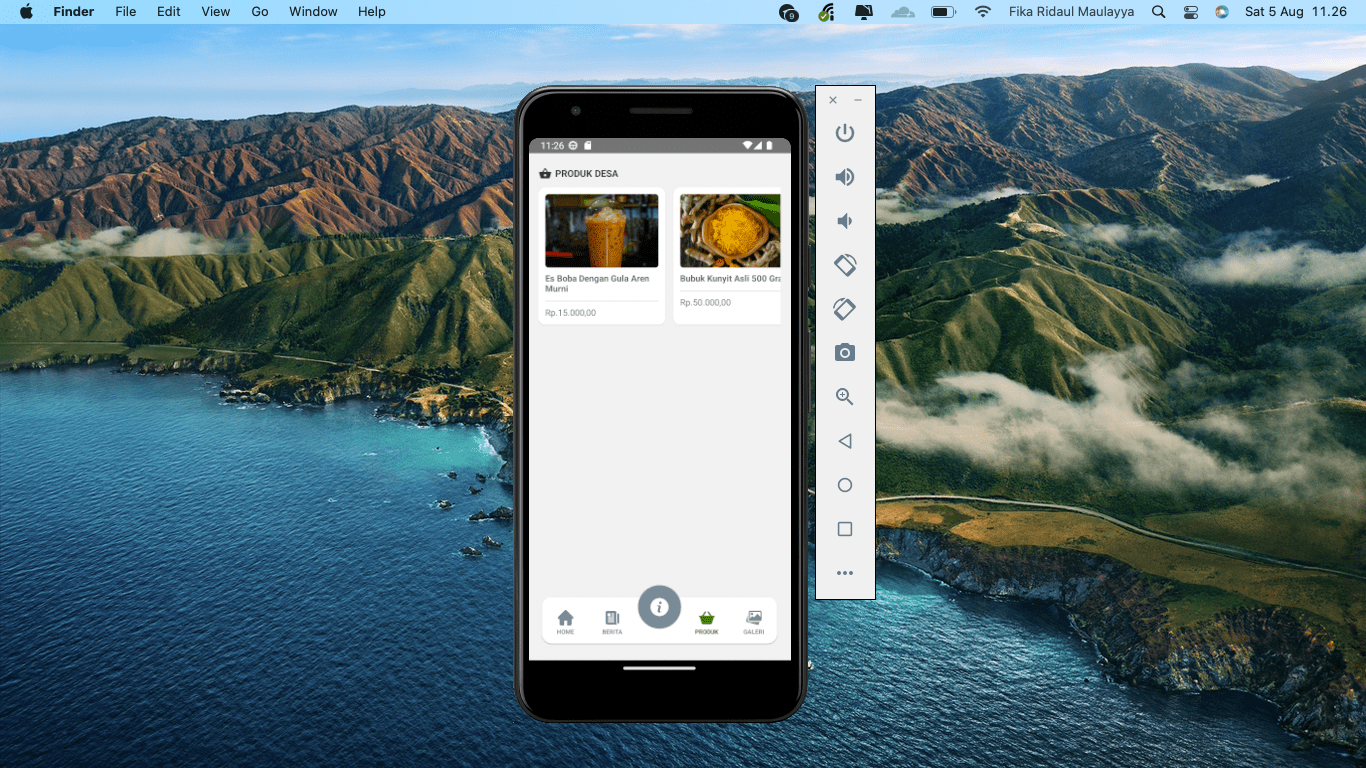 Finder File Edit View Go Window Help 9 Fika Ridaul Maulayya Sat 5 Aug 11.26
11:26
PRODUK DESA
Es Boba Dengan Gula Aren
Murni
Rp.15.000,00
Bubuk Kunyit Asli 500 Gra
Rp.50.000,00
i
HOME BERITA PRODUK GALERI